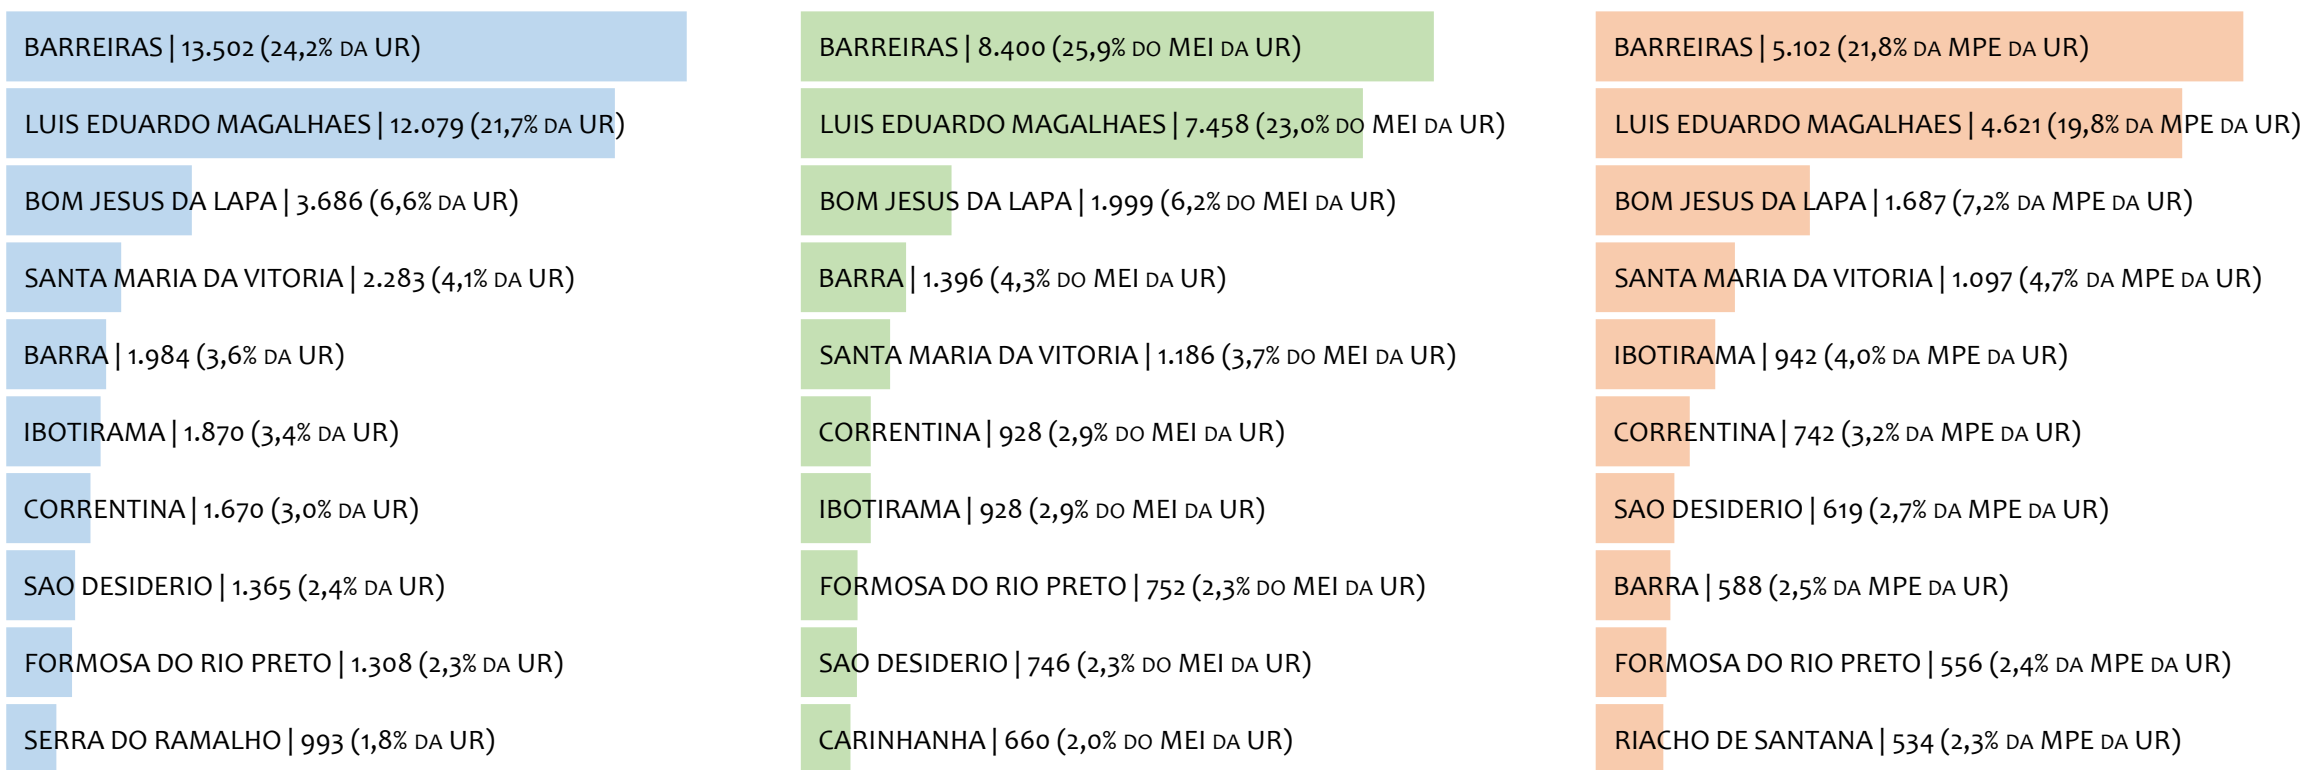 BARREIRAS | 13.502 (24,2% DA UR)
LUIS EDUARDO MAGALHAES | 12.079 (21,7% DA UR)
BOM JESUS DA LAPA | 3.686 (6,6% DA UR)
SANTA MARIA DA VITORIA | 2.283 (4,1% DA UR)
BARRA | 1.984 (3,6% DA UR)
IBOTIRAMA | 1.870 (3,4% DA UR)
CORRENTINA | 1.670 (3,0% DA UR)
SAO DESIDERIO | 1.365 (2,4% DA UR)
FORMOSA DO RIO PRETO | 1.308 (2,3% DA UR)
SERRA DO RAMALHO | 993 (1,8% DA UR)
BARREIRAS | 8.400 (25,9% DO MEI DA UR)
LUIS EDUARDO MAGALHAES | 7.458 (23,0% DO MEI DA UR)
BOM JESUS DA LAPA | 1.999 (6,2% DO MEI DA UR)
BARRA | 1.396 (4,3% DO MEI DA UR)
SANTA MARIA DA VITORIA | 1.186 (3,7% DO MEI DA UR)
CORRENTINA | 928 (2,9% DO MEI DA UR)
IBOTIRAMA | 928 (2,9% DO MEI DA UR)
FORMOSA DO RIO PRETO | 752 (2,3% DO MEI DA UR)
SAO DESIDERIO | 746 (2,3% DO MEI DA UR)
CARINHANHA | 660 (2,0% DO MEI DA UR)
BARREIRAS | 5.102 (21,8% DA MPE DA UR)
LUIS EDUARDO MAGALHAES | 4.621 (19,8% DA MPE DA UR)
BOM JESUS DA LAPA | 1.687 (7,2% DA MPE DA UR)
SANTA MARIA DA VITORIA | 1.097 (4,7% DA MPE DA UR)
IBOTIRAMA | 942 (4,0% DA MPE DA UR)
CORRENTINA | 742 (3,2% DA MPE DA UR)
SAO DESIDERIO | 619 (2,7% DA MPE DA UR)
BARRA | 588 (2,5% DA MPE DA UR)
FORMOSA DO RIO PRETO | 556 (2,4% DA MPE DA UR)
RIACHO DE SANTANA | 534 (2,3% DA MPE DA UR)